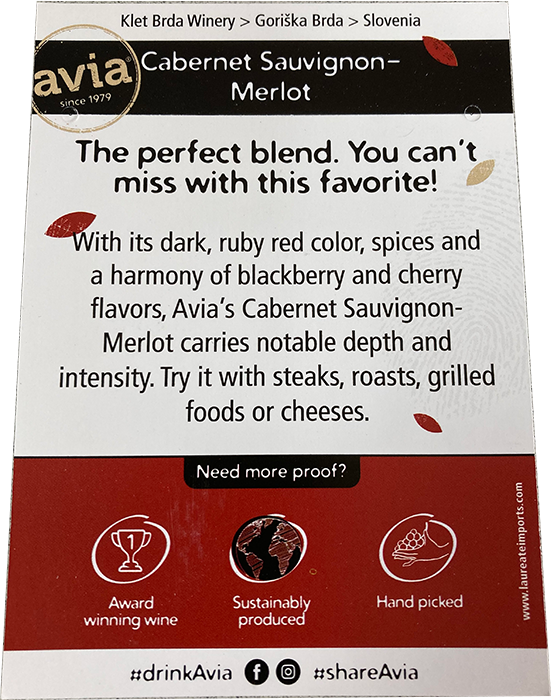 Klet Brda Winery > Goriška Brda > Slovenia
avia®
since 1979
Cabernet Sauvignon–
Merlot
The perfect blend. You can't
miss with this favorite!
With its dark, ruby red color, spices and
a harmony of blackberry and cherry
flavors, Avia's Cabernet Sauvignon-
Merlot carries notable depth and
intensity. Try it with steaks, roasts, grilled
foods or cheeses.
Need more proof?
1
Award
winning wine
Sustainably
produced
Hand picked
www.laureateimports.com
#drinkAvia f #shareAvia